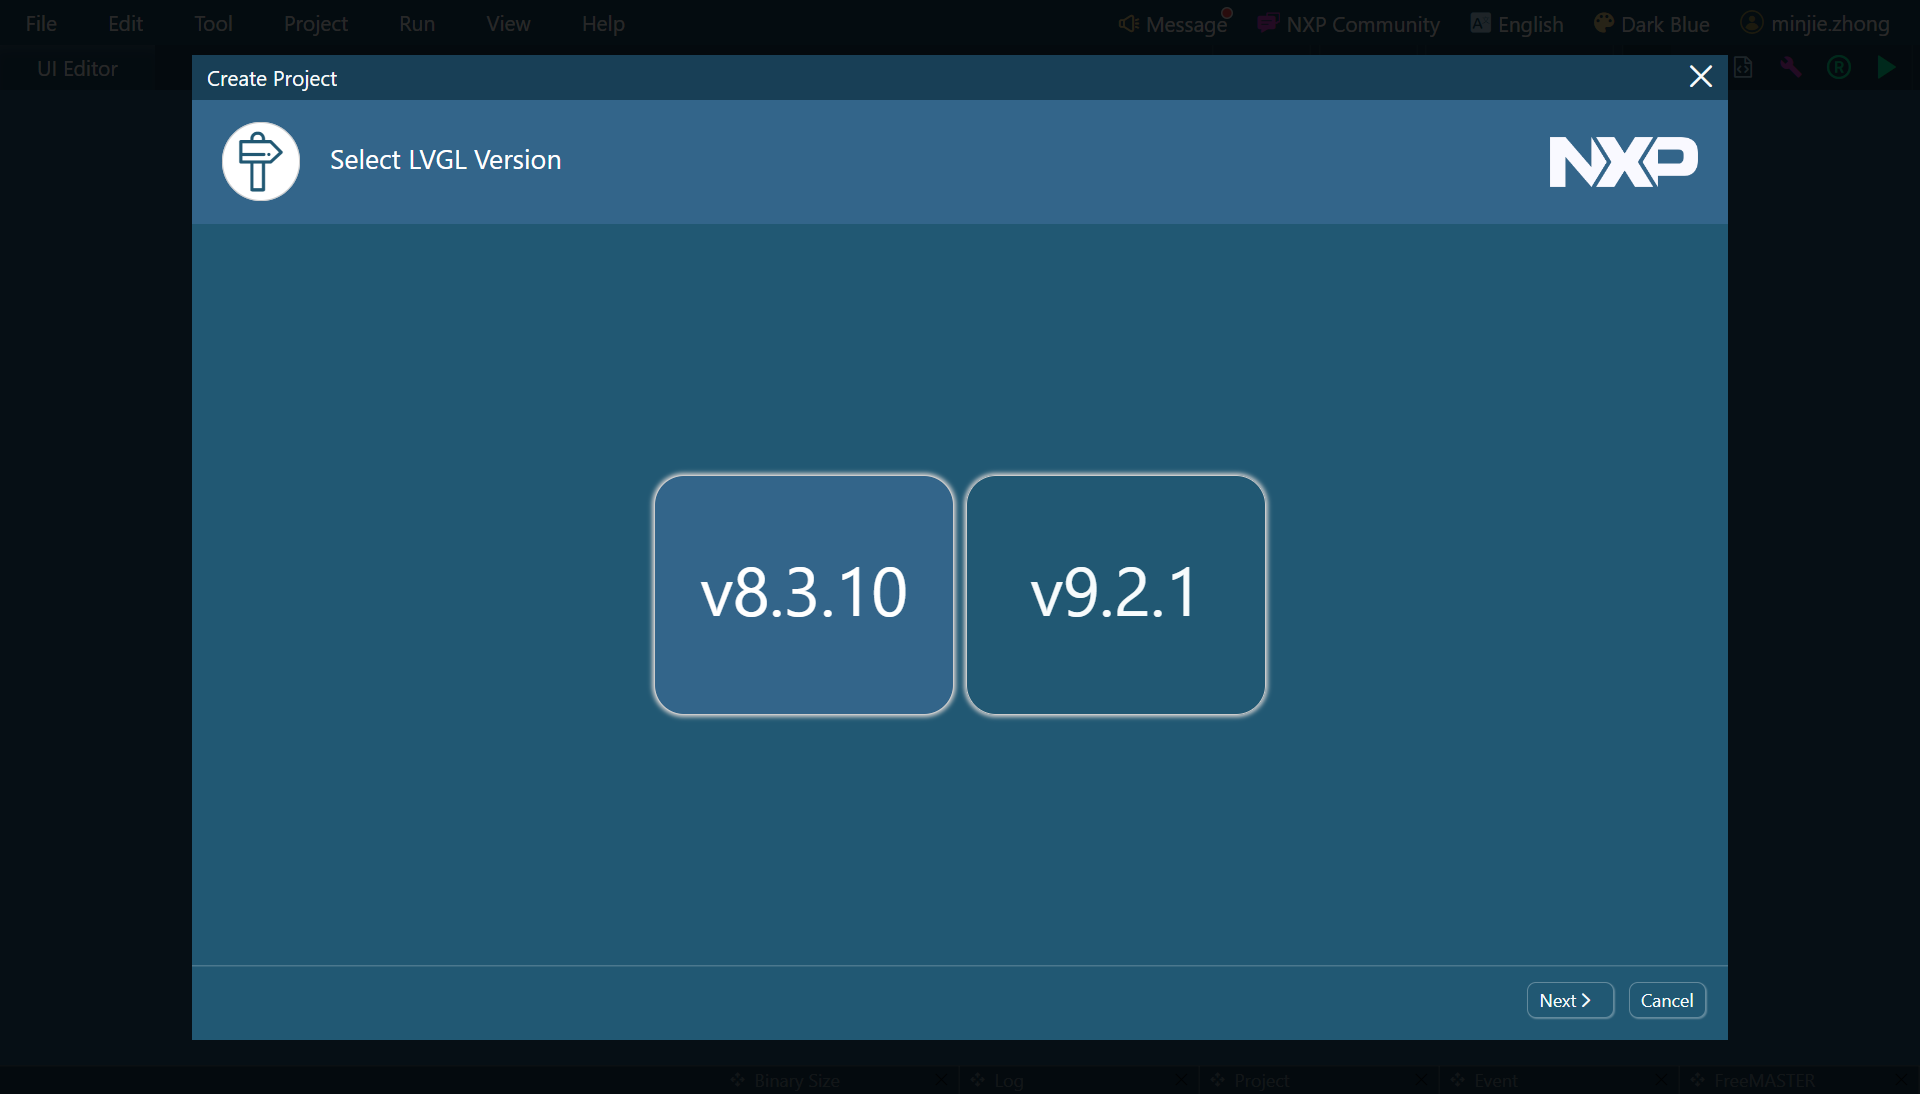 File Edit Tool Project Run View Help Message NXP Community English Dark Blue minjie.zhong
UI Editor
Create Project
Select LVGL Version
NXP
v8.3.10 v9.2.1
Next Cancel
Binary Size Log Project Event FreeMASTER